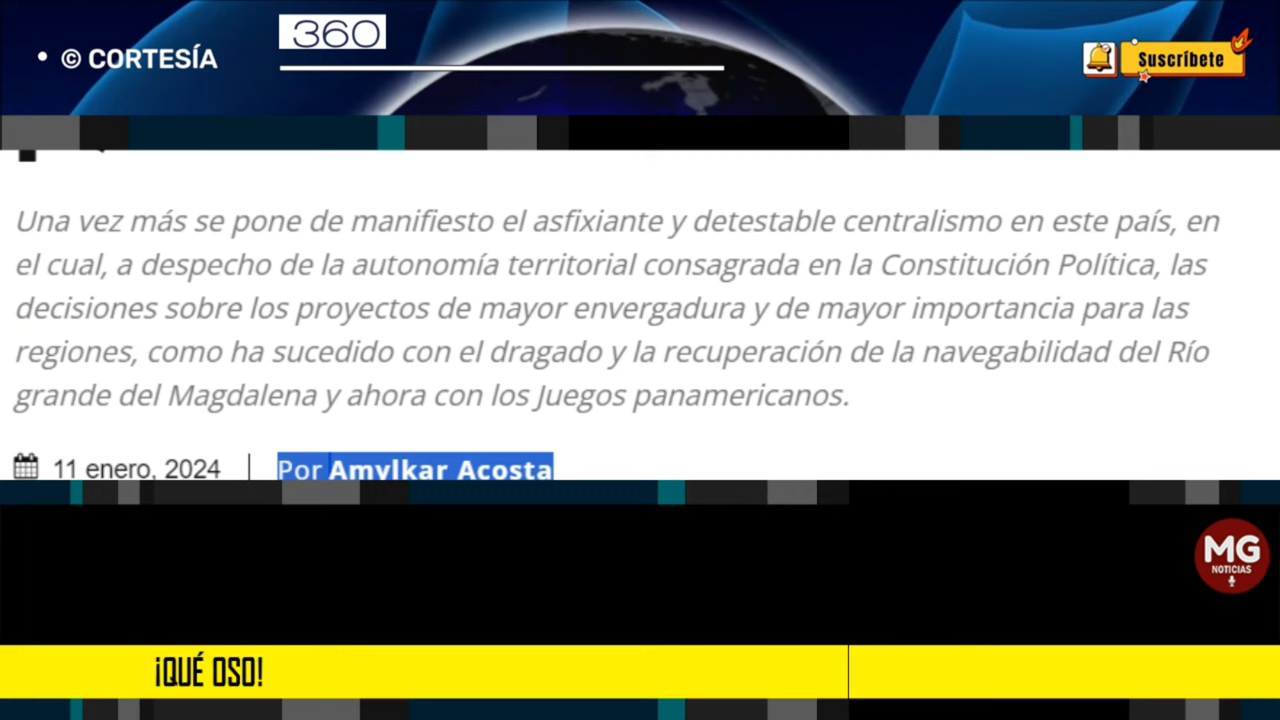 360
• © CORTESÍA
Suscríbete
Una vez más se pone de manifiesto el asfixiante y detestable centralismo en este país, en
el cual, a despecho de la autonomía territorial consagrada en la Constitución Política, las
decisiones sobre los proyectos de mayor envergadura y de mayor importancia para las
regiones, como ha sucedido con el dragado y la recuperación de la navegabilidad del Río
grande del Magdalena y ahora con los Juegos panamericanos.
11 enero, 2024 | Por Amylkar Acosta
MG
NOTICIAS
¡QUÉ OSO!